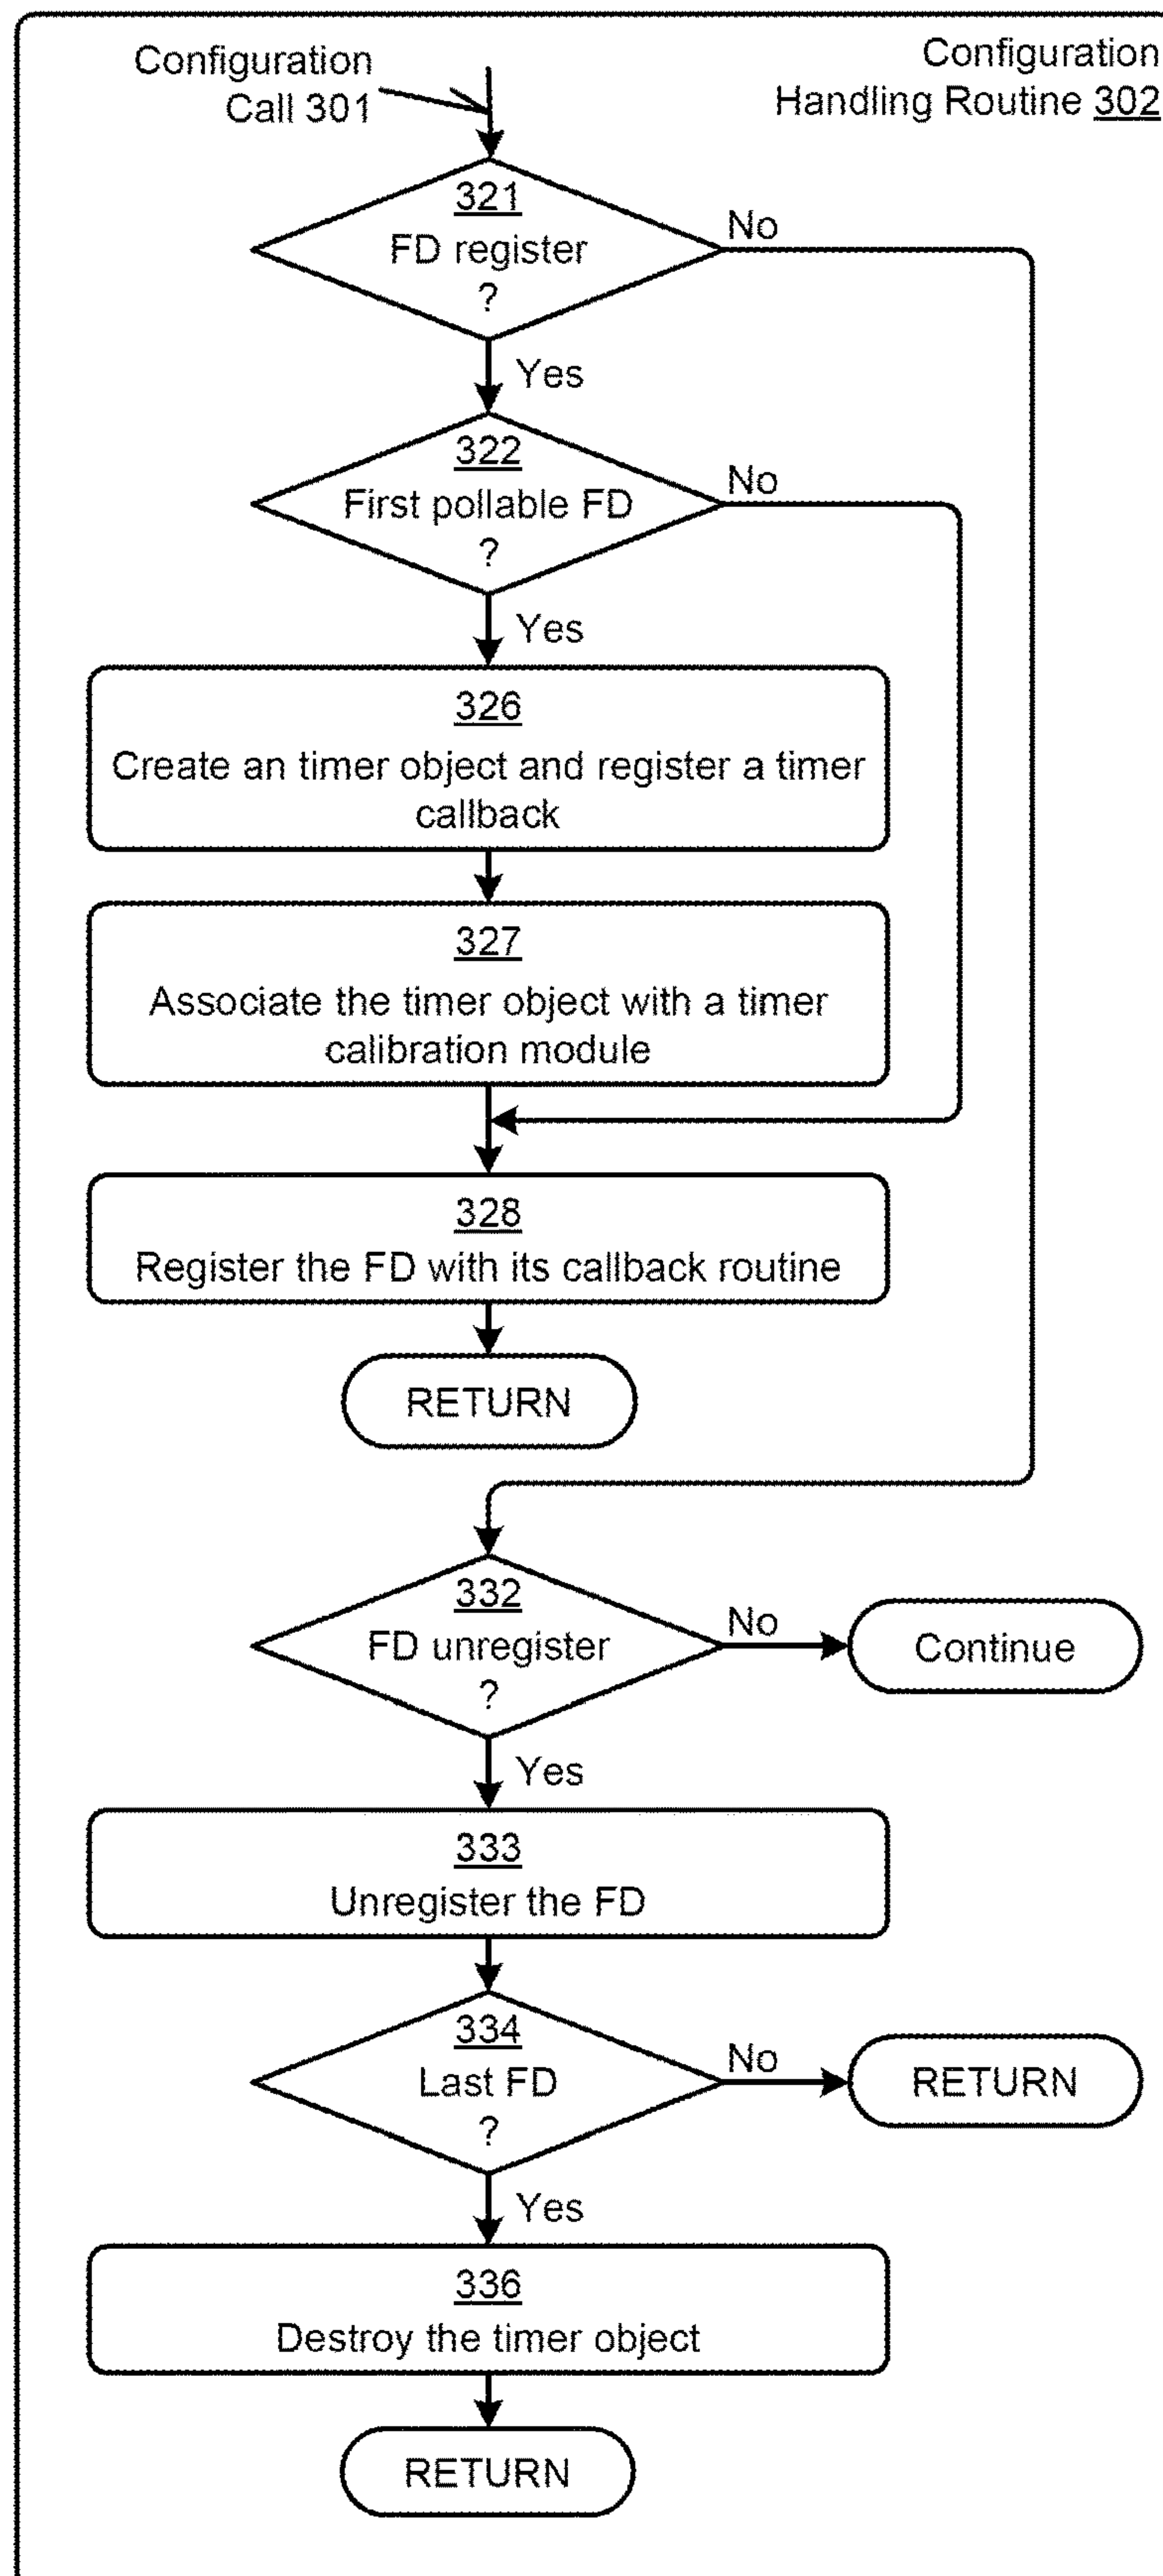 Configuration
Call 301
Configuration
Handling Routine 302
321
FD register
?
No
Yes
322
First pollable FD
?
No
Yes
326
Create an timer object and register a timer
callback
327
Associate the timer object with a timer
calibration module
328
Register the FD with its callback routine
RETURN
332
FD unregister
?
No
Continue
Yes
333
Unregister the FD
334
Last FD
?
No
RETURN
Yes
336
Destroy the timer object
RETURN